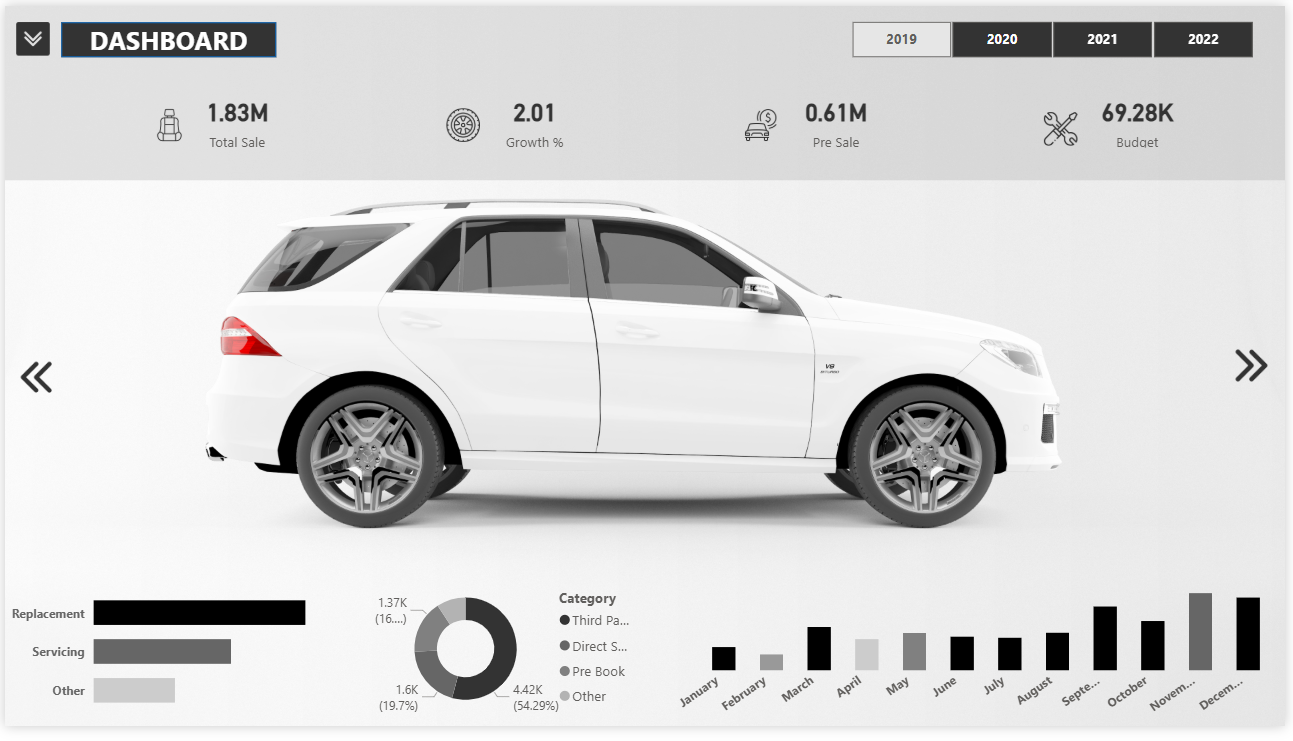 DASHBOARD
2019
2020
2021
2022
1.83M
Total Sale
2.01
Growth %
0.61M
Pre Sale
69.28K
Budget
V8
BITURBO
Replacement
Servicing
Other
1.37K
(16....)
1.6K
(19.7%)
4.42K
(54.29%)
Category
Third Pa...
Direct S...
Pre Book
Other
January
February
March
April
May
June
July
August
Septe...
October
Novem...
Decem...